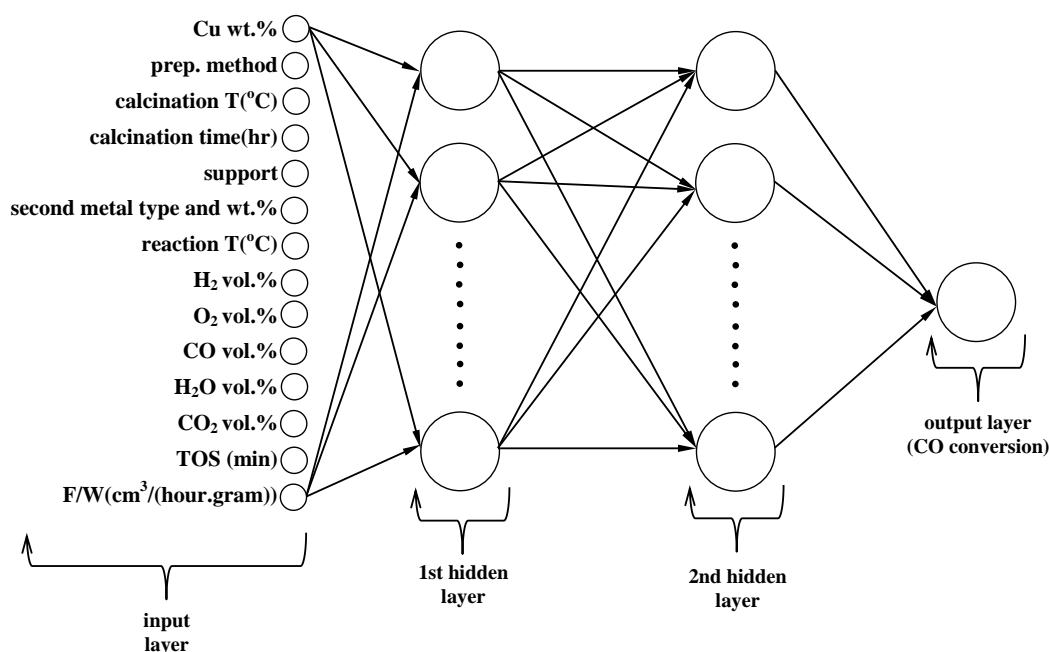 Cu wt.%
prep. method
calcination T(°C)
calcination time(hr)
support
second metal type and wt.%
reaction T(°C)
H₂ vol.%
O₂ vol.%
CO vol.%
H₂O vol.%
CO₂ vol.%
TOS (min)
F/W(cm³/(hour.gram))
input
layer
1st hidden
layer
2nd hidden
layer
output layer
(CO conversion)